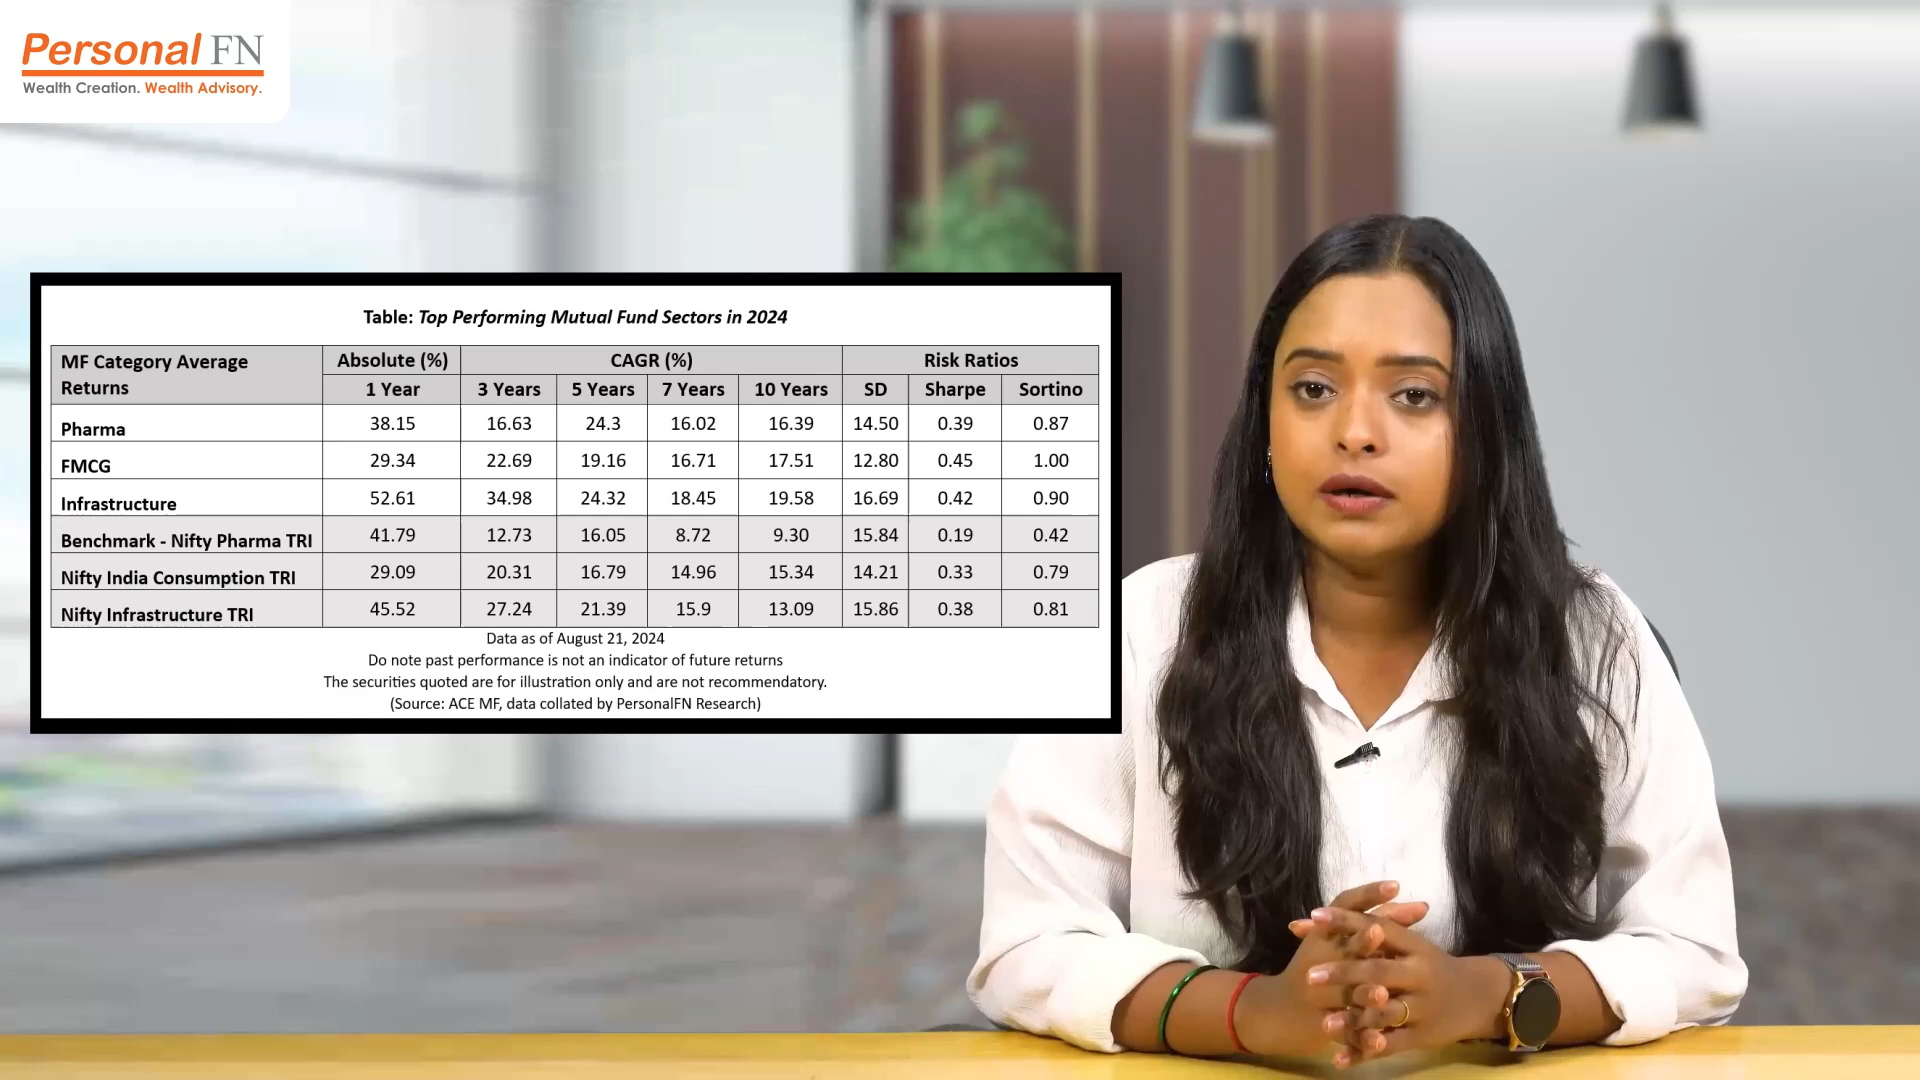 Personal FN
Wealth Creation. Wealth Advisory.
Table: Top Performing Mutual Fund Sectors in 2024
MF Category Average Returns Absolute (%) CAGR (%) Risk Ratios
1 Year 3 Years 5 Years 7 Years 10 Years SD Sharpe Sortino
Pharma 38.15 16.63 24.3 16.02 16.39 14.50 0.39 0.87
FMCG 29.34 22.69 19.16 16.71 17.51 12.80 0.45 1.00
Infrastructure 52.61 34.98 24.32 18.45 19.58 16.69 0.42 0.90
Benchmark - Nifty Pharma TRI 41.79 12.73 16.05 8.72 9.30 15.84 0.19 0.42
Nifty India Consumption TRI 29.09 20.31 16.79 14.96 15.34 14.21 0.33 0.79
Nifty Infrastructure TRI 45.52 27.24 21.39 15.9 13.09 15.86 0.38 0.81
Data as of August 21, 2024
Do note past performance is not an indicator of future returns
The securities quoted are for illustration only and are not recommendatory.
(Source: ACE MF, data collated by PersonalFN Research)